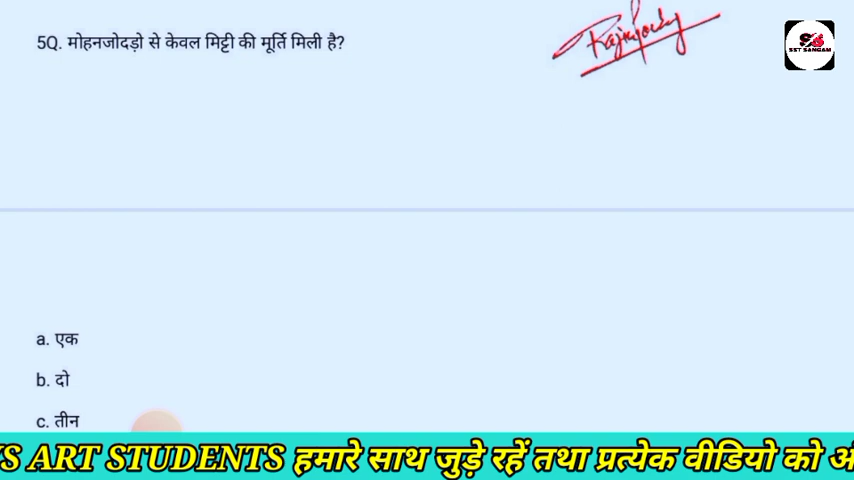 5Q. मोहनजोदड़ो से केवल मिट्टी की मूर्ति मिली है?
SST SANGAM
a. एक
b. दो
c. तीन
ART STUDENTS हमारे साथ जुड़े रहें तथा प्रत्येक वीडियो को